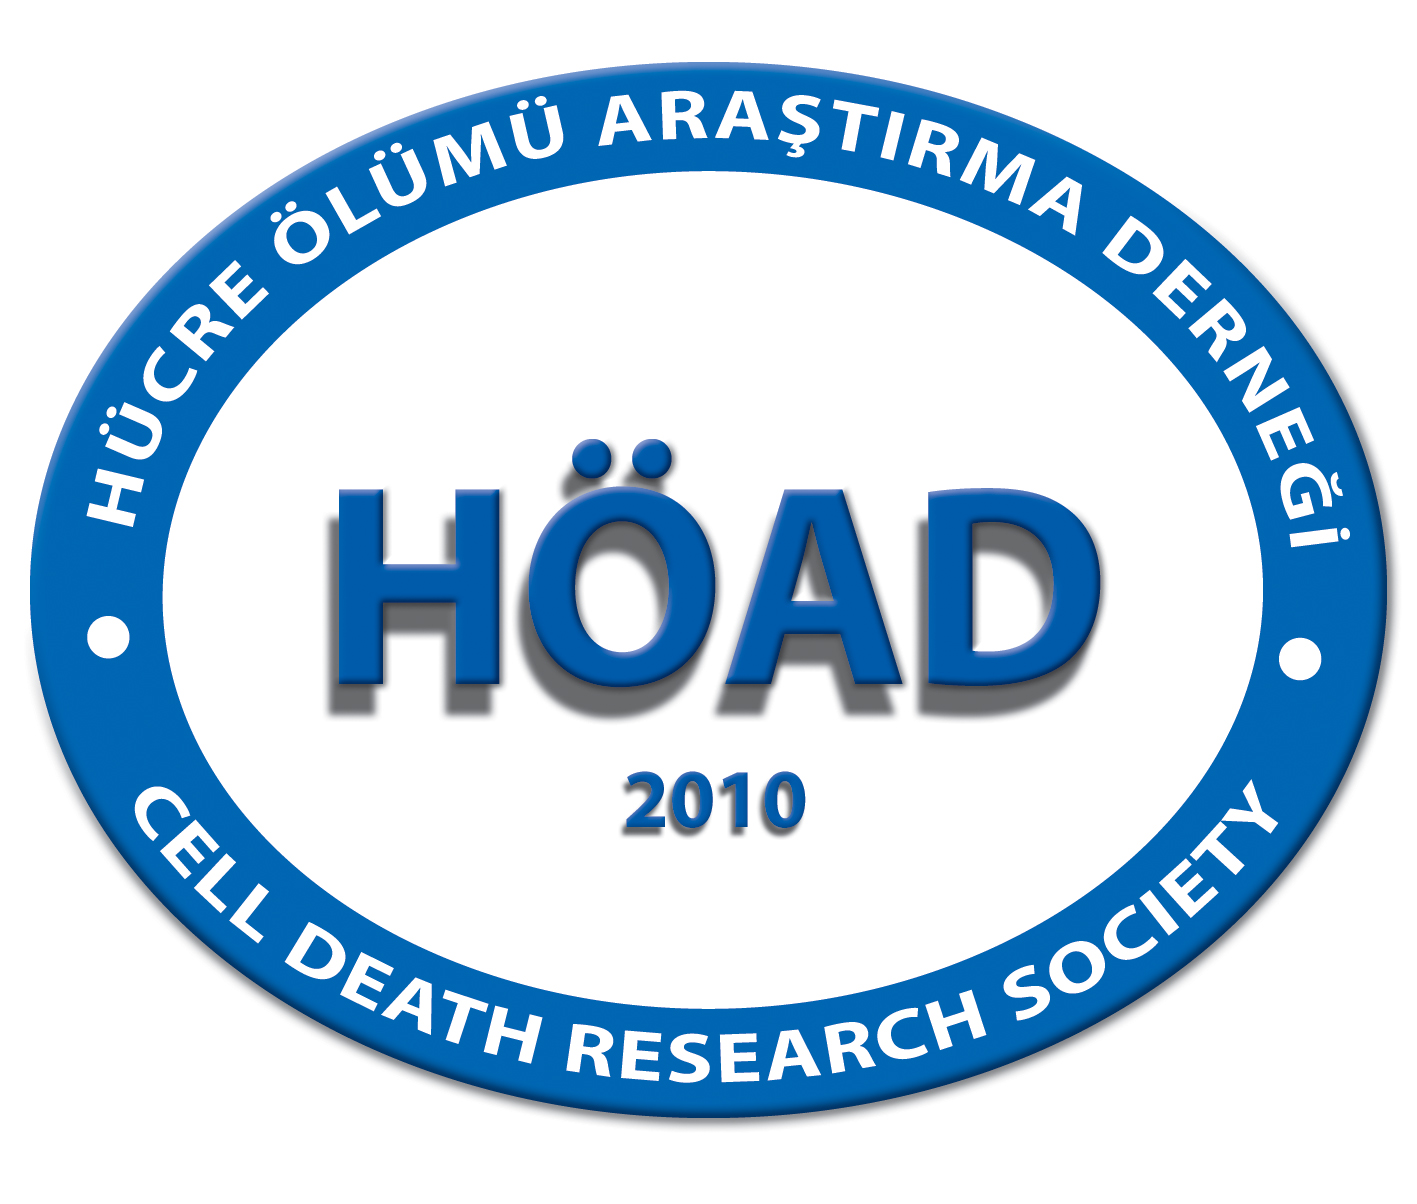 HÜCRE ÖLÜMÜ ARAŞTIRMA DERNEĞİ
HÖAD
2010
CELL DEATH RESEARCH SOCIETY